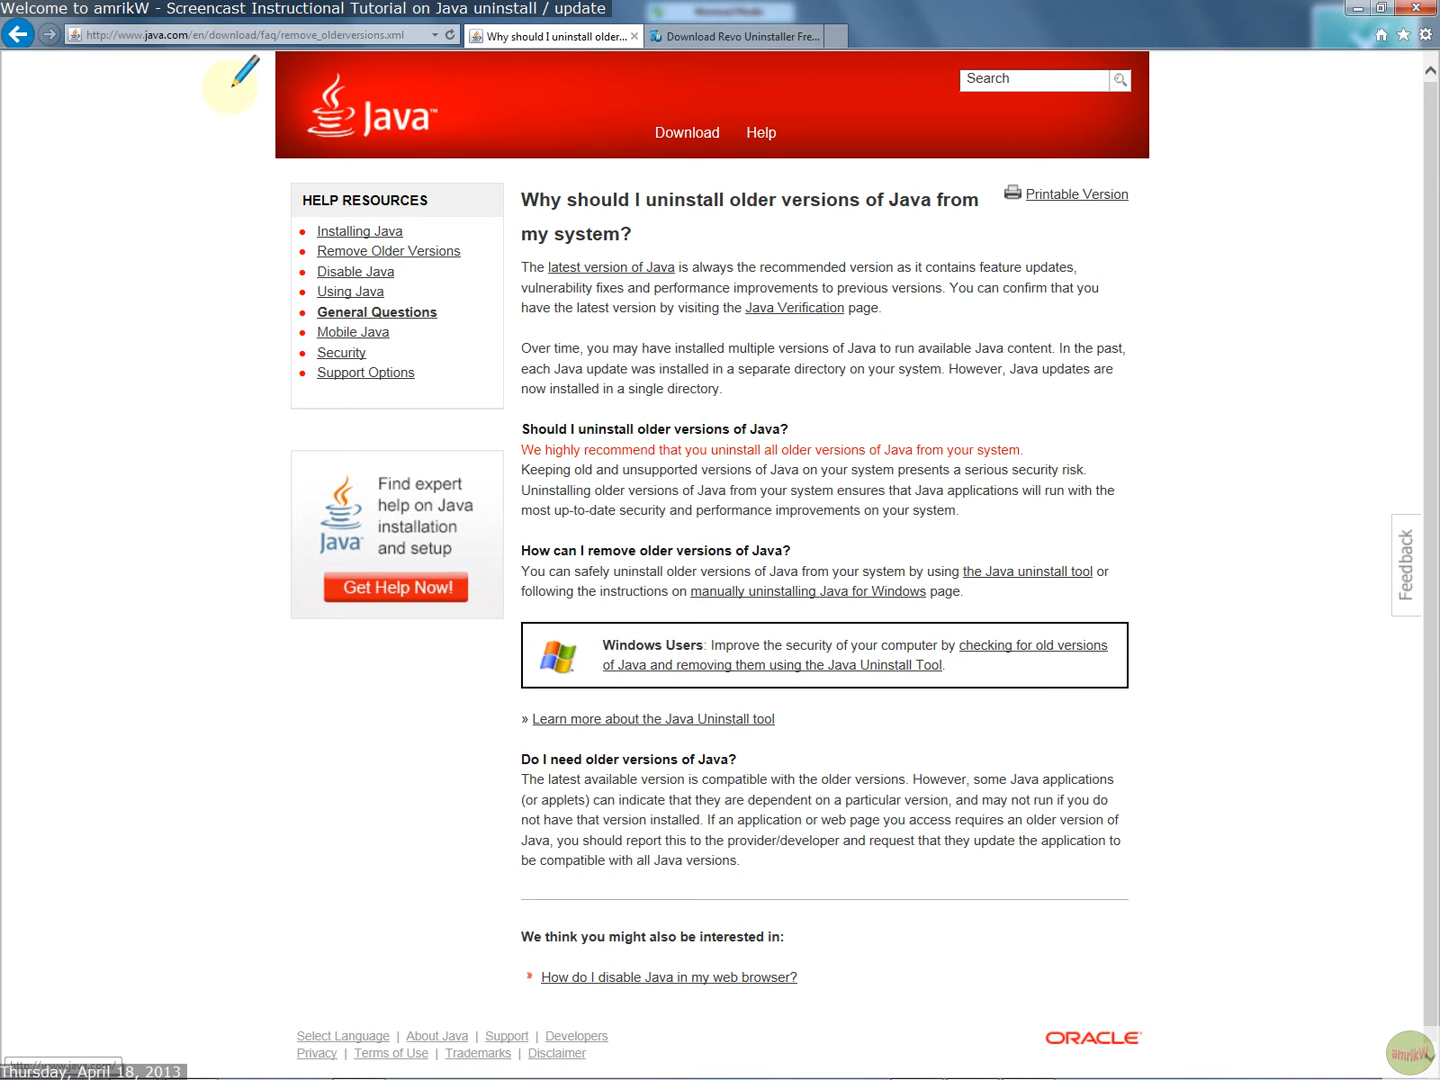 Welcome to amrikW - Screencast Instructional Tutorial on Java uninstall / update
http://www.java.com/en/download/faq/remove_olderversions.xml
Why should I uninstall older...
Download Revo Uninstaller Fre...
Java™
Search
Download Help
HELP RESOURCES
Installing Java
Remove Older Versions
Disable Java
Using Java
General Questions
Mobile Java
Security
Support Options
Find expert
help on Java
installation
and setup
Java
Get Help Now!
Why should I uninstall older versions of Java from
my system?
Printable Version
The latest version of Java is always the recommended version as it contains feature updates,
vulnerability fixes and performance improvements to previous versions. You can confirm that you
have the latest version by visiting the Java Verification page.
Over time, you may have installed multiple versions of Java to run available Java content. In the past,
each Java update was installed in a separate directory on your system. However, Java updates are
now installed in a single directory.
Should I uninstall older versions of Java?
We highly recommend that you uninstall all older versions of Java from your system.
Keeping old and unsupported versions of Java on your system presents a serious security risk.
Uninstalling older versions of Java from your system ensures that Java applications will run with the
most up-to-date security and performance improvements on your system.
How can I remove older versions of Java?
You can safely uninstall older versions of Java from your system by using the Java uninstall tool or
following the instructions on manually uninstalling Java for Windows page.
Windows Users: Improve the security of your computer by checking for old versions
of Java and removing them using the Java Uninstall Tool.
» Learn more about the Java Uninstall tool
Do I need older versions of Java?
The latest available version is compatible with the older versions. However, some Java applications
(or applets) can indicate that they are dependent on a particular version, and may not run if you do
not have that version installed. If an application or web page you access requires an older version of
Java, you should report this to the provider/developer and request that they update the application to
be compatible with all Java versions.
We think you might also be interested in:
How do I disable Java in my web browser?
Feedback
Select Language | About Java | Support | Developers
Privacy | Terms of Use | Trademarks | Disclaimer
ORACLE
amrikW
http://www.java.com/
Thursday, April 18, 2013